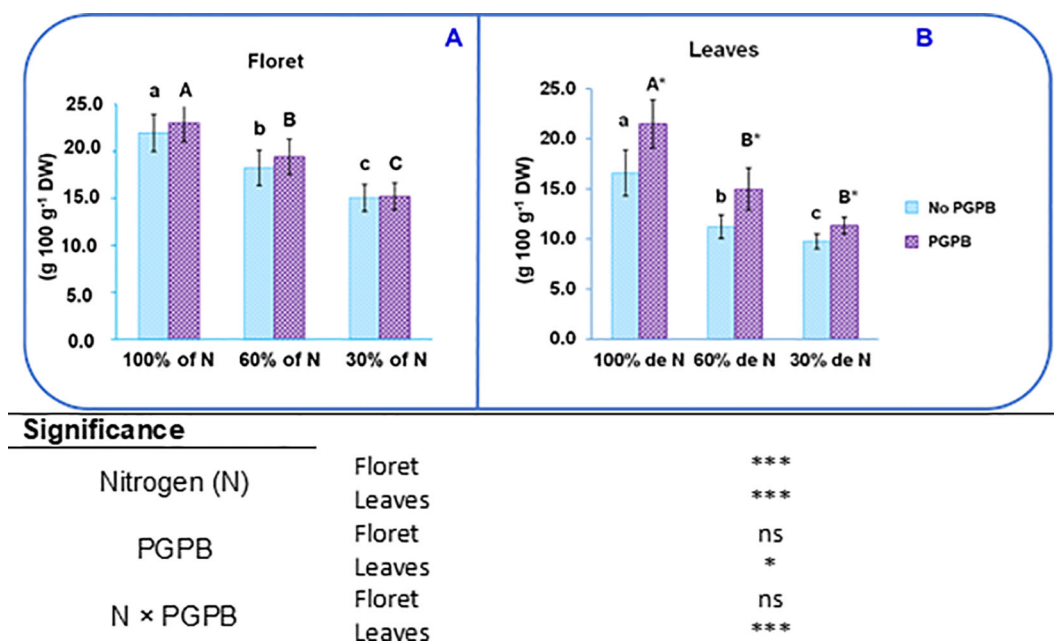 A
Floret
(g 100 g⁻¹ DW)
25.0
20.0
15.0
10.0
5.0
0.0
a A
b B
c C
100% of N 60% of N 30% of N
B
Leaves
(g 100 g⁻¹ DW)
25.0
20.0
15.0
10.0
5.0
0.0
a A*
b B*
c B*
100% de N 60% de N 30% de N
No PGPB
PGPB
Significance
Nitrogen (N)
Floret ***
Leaves ***
PGPB
Floret ns
Leaves *
N × PGPB
Floret ns
Leaves ***